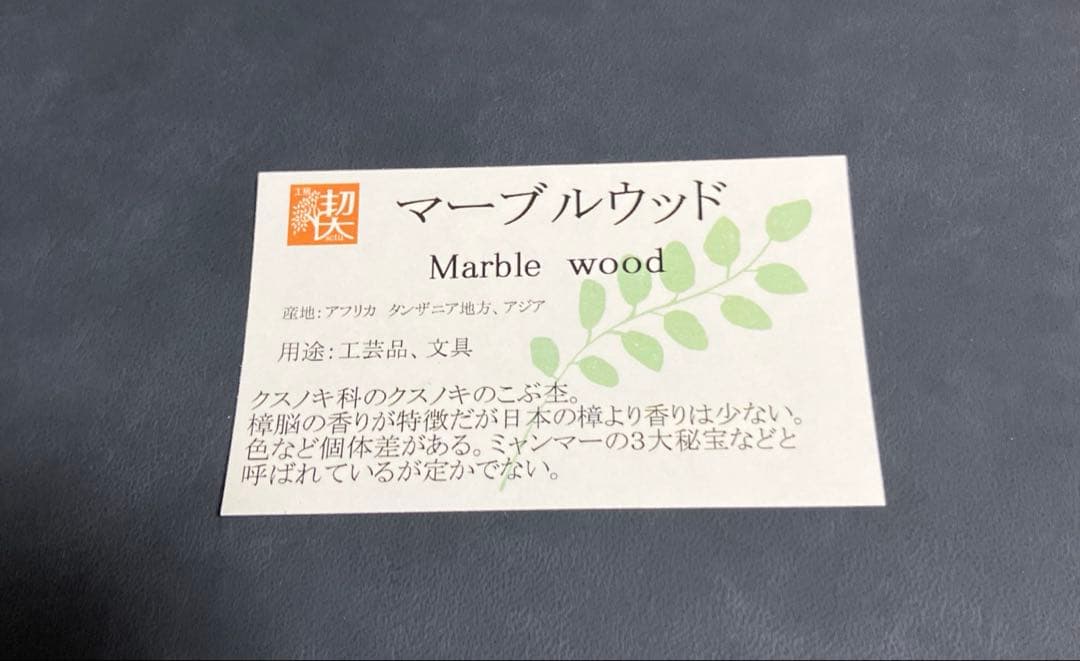 工房
契
setu
マーブルウッド
Marble wood
産地:アフリカ タンザニア地方、アジア
用途:工芸品、文具
クスノキ科のクスノキのこぶ杢。
樟脳の香りが特徴だが日本の樟より香りは少ない。
色など個体差がある。ミャンマーの3大秘宝などと
呼ばれているが定かでない。